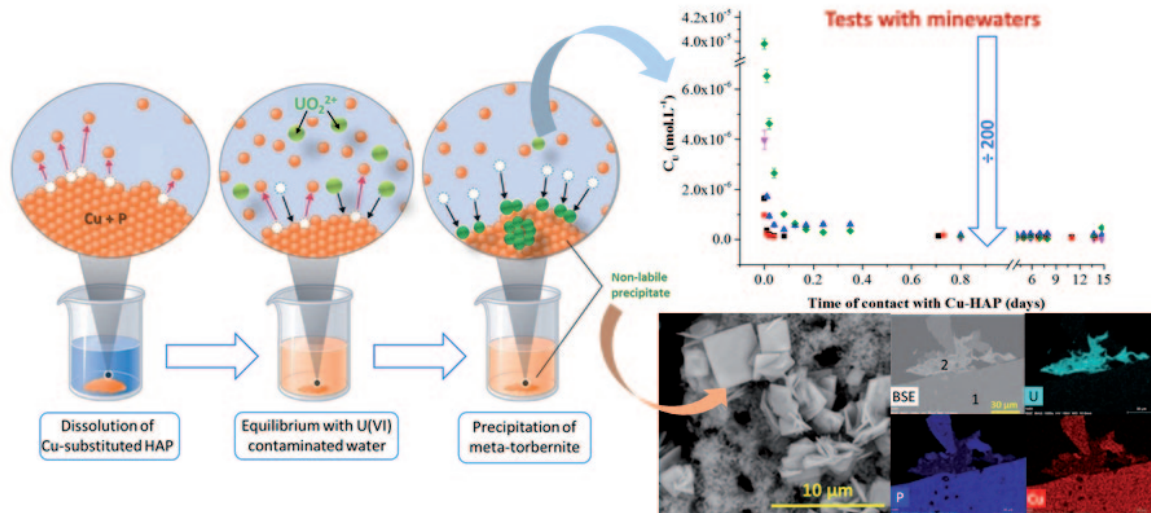 UO₂²⁺
Cu + P
Non-labile
precipitate
Dissolution of
Cu-substituted HAP
Equilibrium with U(VI)
contaminated water
Precipitation of
meta-torbernite
Tests with minewaters
4.2x10⁻⁵
4.0x10⁻⁵
6.0x10⁻⁶
4.0x10⁻⁶
2.0x10⁻⁶
0.0
C_U (mol.L⁻¹)
÷ 200
0.0 0.2 0.4 0.6 0.8 6 9 12 15
Time of contact with Cu-HAP (days)
10 µm
2
1
BSE
30 µm
U
P
Cu